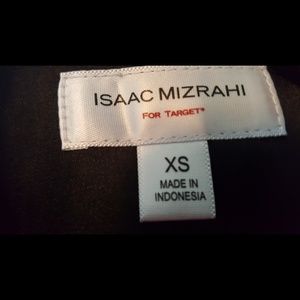 ISAAC MIZRAHI
FOR TARGET®
XS
MADE IN
INDONESIA